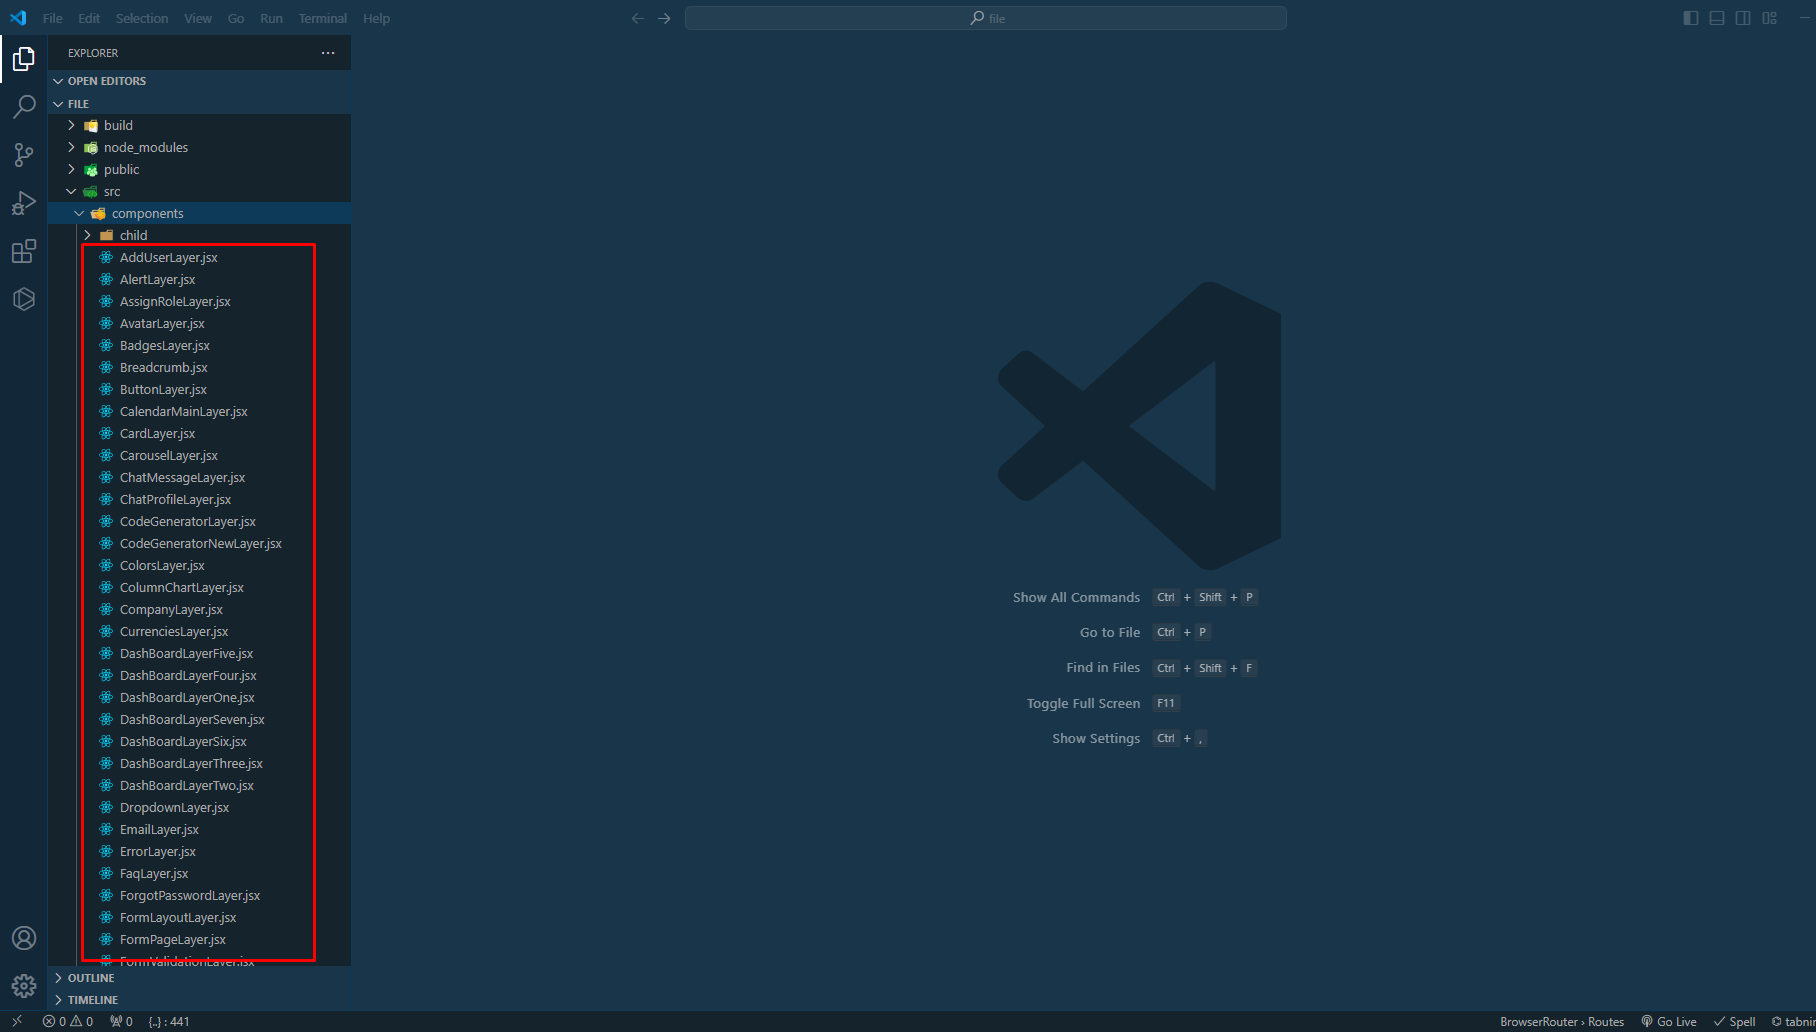 File Edit Selection View Go Run Terminal Help
file
EXPLORER
OPEN EDITORS
FILE
build
node_modules
public
src
components
child
AddUserLayer.jsx
AlertLayer.jsx
AssignRoleLayer.jsx
AvatarLayer.jsx
BadgesLayer.jsx
Breadcrumb.jsx
ButtonLayer.jsx
CalendarMainLayer.jsx
CardLayer.jsx
CarouselLayer.jsx
ChatMessageLayer.jsx
ChatProfileLayer.jsx
CodeGeneratorLayer.jsx
CodeGeneratorNewLayer.jsx
ColorsLayer.jsx
ColumnChartLayer.jsx
CompanyLayer.jsx
CurrenciesLayer.jsx
DashBoardLayerFive.jsx
DashBoardLayerFour.jsx
DashBoardLayerOne.jsx
DashBoardLayerSeven.jsx
DashBoardLayerSix.jsx
DashBoardLayerThree.jsx
DashBoardLayerTwo.jsx
DropdownLayer.jsx
EmailLayer.jsx
ErrorLayer.jsx
FaqLayer.jsx
ForgotPasswordLayer.jsx
FormLayoutLayer.jsx
FormPageLayer.jsx
FormValidationLayer.jsx
OUTLINE
TIMELINE
Show All Commands Ctrl + Shift + P
Go to File Ctrl + P
Find in Files Ctrl + Shift + F
Toggle Full Screen F11
Show Settings Ctrl + ,
0 0 0 {..} : 441
BrowserRouter › Routes Go Live Spell tabnin